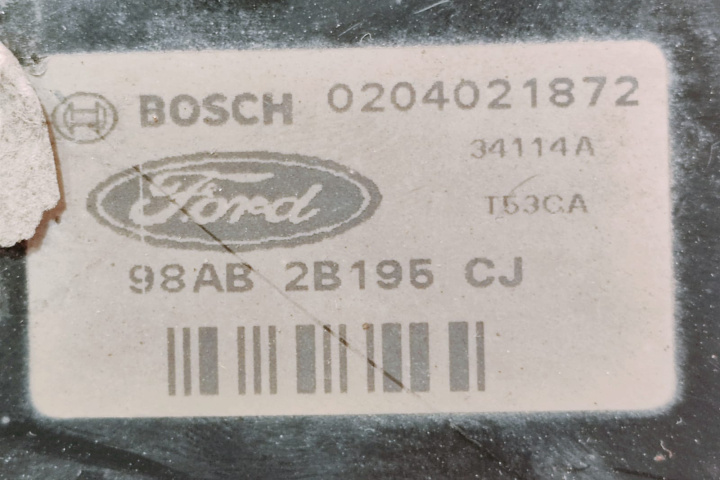 BOSCH 0204021872
34114A
Ford
T53CA
98AB 2B195 CJ